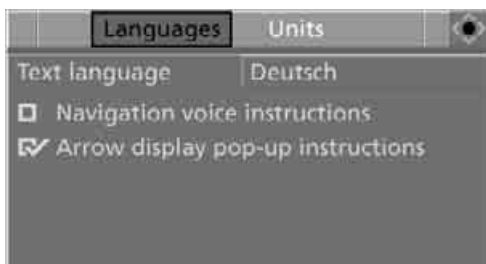 Languages Units
Text language Deutsch
Navigation voice instructions
Arrow display pop-up instructions